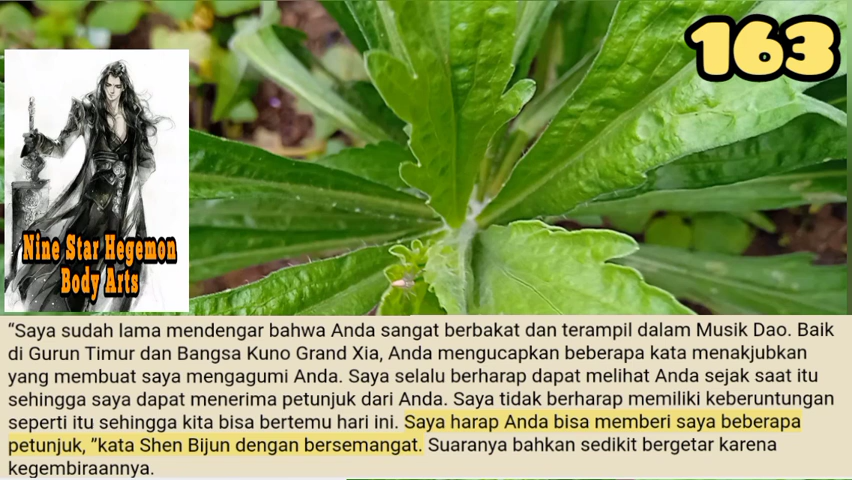 163
Nine Star Hegemon
Body Arts
“Saya sudah lama mendengar bahwa Anda sangat berbakat dan terampil dalam Musik Dao. Baik
di Gurun Timur dan Bangsa Kuno Grand Xia, Anda mengucapkan beberapa kata menakjubkan
yang membuat saya mengagumi Anda. Saya selalu berharap dapat melihat Anda sejak saat itu
sehingga saya dapat menerima petunjuk dari Anda. Saya tidak berharap memiliki keberuntungan
seperti itu sehingga kita bisa bertemu hari ini. Saya harap Anda bisa memberi saya beberapa
petunjuk, ”kata Shen Bijun dengan bersemangat. Suaranya bahkan sedikit bergetar karena
kegembiraannya.